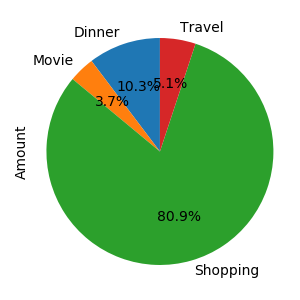 Dinner
Travel
Movie
10.3%
5.1%
3.7%
Amount
80.9%
Shopping